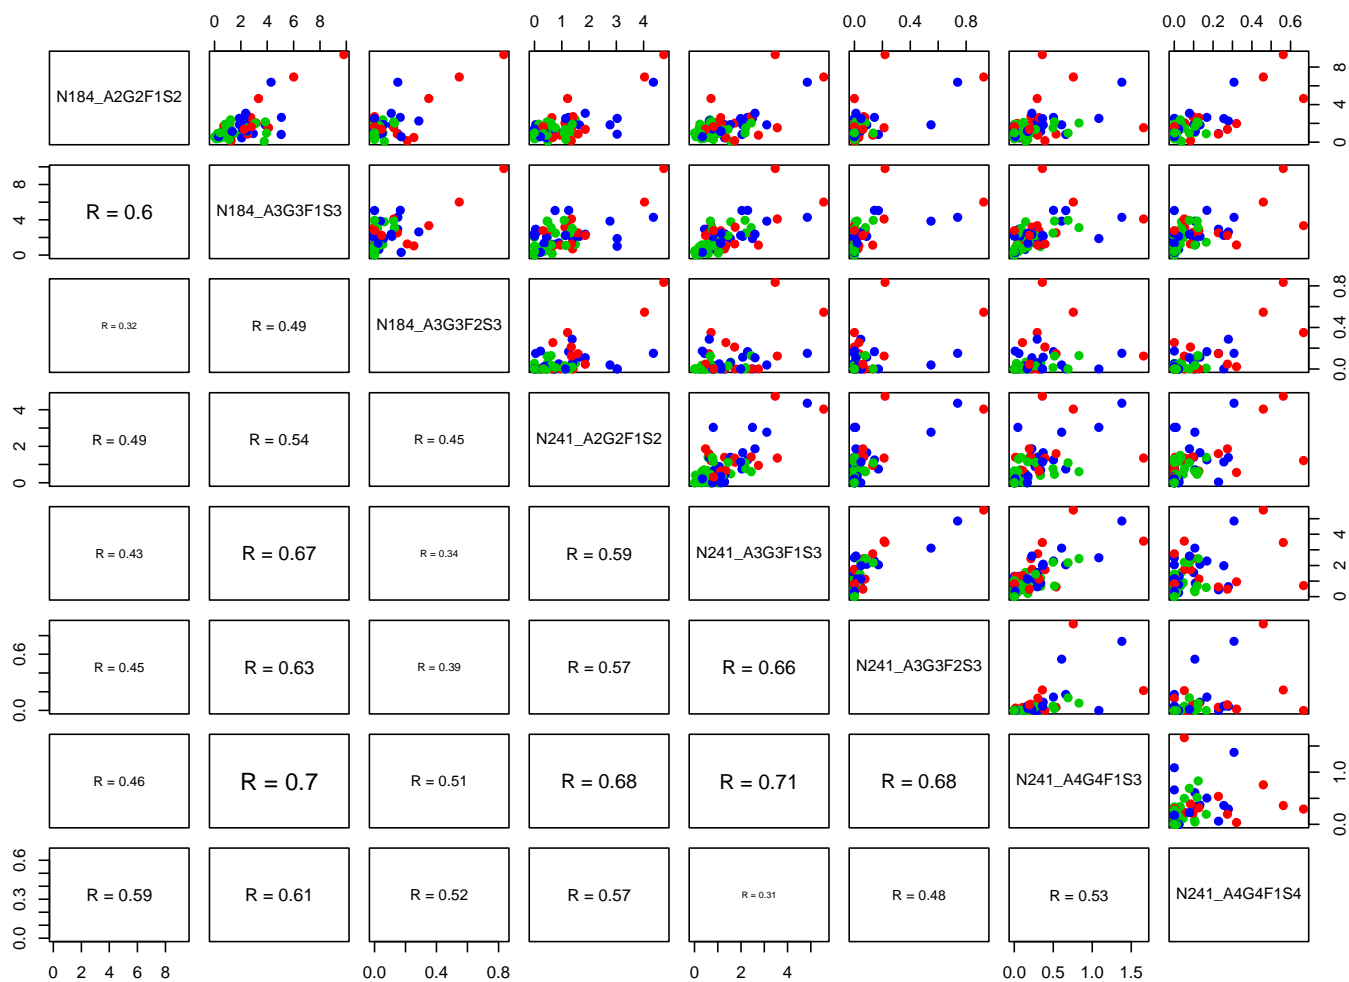 0 2 4 6 8
0 1 2 3 4
0.0 0.4 0.8
0.0 0.2 0.4 0.6
N184_A2G2F1S2
0 4 8
0 4 8
R = 0.6
N184_A3G3F1S3
R = 0.32
R = 0.49
N184_A3G3F2S3
0.0 0.4 0.8
0 2 4
R = 0.49
R = 0.54
R = 0.45
N241_A2G2F1S2
R = 0.43
R = 0.67
R = 0.34
R = 0.59
N241_A3G3F1S3
0 2 4
0.0 0.6
R = 0.45
R = 0.63
R = 0.39
R = 0.57
R = 0.66
N241_A3G3F2S3
R = 0.46
R = 0.7
R = 0.51
R = 0.68
R = 0.71
R = 0.68
N241_A4G4F1S3
0.0 1.0
0.0 0.3 0.6
R = 0.59
R = 0.61
R = 0.52
R = 0.57
R = 0.31
R = 0.48
R = 0.53
N241_A4G4F1S4
0 2 4 6 8
0.0 0.4 0.8
0 2 4
0.0 0.5 1.0 1.5